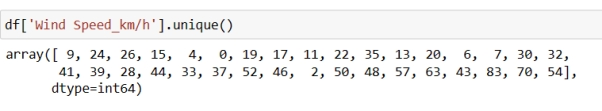 df['Wind Speed_km/h'].unique()
array([ 9, 24, 26, 15,  4,  0, 19, 17, 11, 22, 35, 13, 20,  6,  7, 30, 32,
       41, 39, 28, 44, 33, 37, 52, 46,  2, 50, 48, 57, 63, 43, 83, 70, 54],
      dtype=int64)